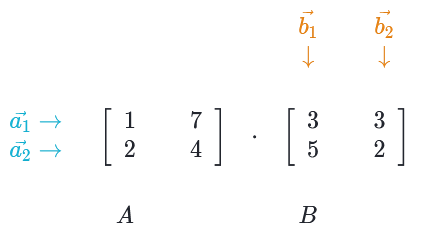 b⃗₁ b⃗₂
↓ ↓
a⃗₁ → [ 1 7 ] · [ 3 3 ]
a⃗₂ → [ 2 4 ] [ 5 2 ]
A B